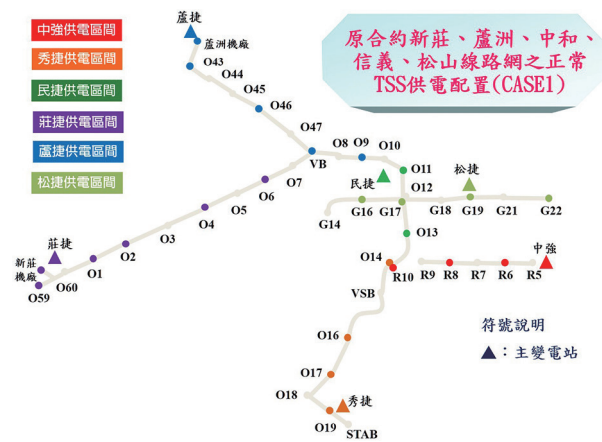 中強供電區間
秀捷供電區間
民捷供電區間
莊捷供電區間
蘆捷供電區間
松捷供電區間
原合約新莊、蘆洲、中和、
信義、松山線路網之正常
TSS供電配置(CASE1)
蘆捷
蘆洲機廠
O43
O44
O45
O46
O47
VB
O8
O9
O10
O11
民捷
O12
松捷
G14
G16
G17
G18
G19
G21
G22
O13
O7
O6
O5
O4
O3
O2
O1
莊捷
新莊
機廠
O60
O59
O14
R10
R9
R8
R7
R6
R5
中強
VSB
O16
O17
O18
秀捷
O19
STAB
符號說明
▲：主變電站